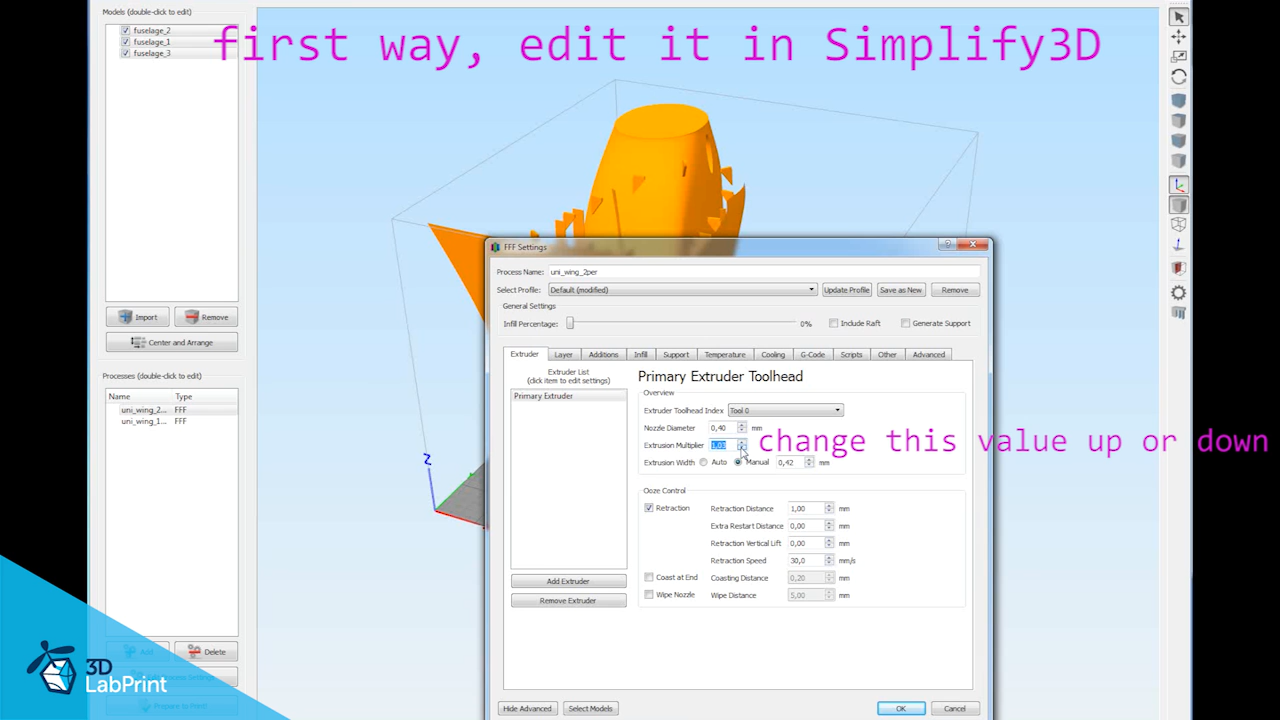 Models (double-click to edit)
fuselage_2
fuselage_1
fuselage_3
first way, edit it in Simplify3D
Import
Remove
Center and Arrange
Processes (double-click to edit)
Name
Type
uni_wing_2...
FFF
uni_wing_1...
FFF
Add
Delete
Prepare to Print!
3D
LabPrint
Z
FFF Settings
Process Name:
uni_wing_2per
Select Profile:
Default (modified)
Update Profile
Save as New
Remove
General Settings
Infill Percentage:
0%
Include Raft
Generate Support
Extruder
Layer
Additions
Infill
Support
Temperature
Cooling
G-Code
Scripts
Other
Advanced
Extruder List
(click item to edit settings)
Primary Extruder
Add Extruder
Remove Extruder
Primary Extruder Toolhead
Overview
Extruder Toolhead Index
Tool 0
Nozzle Diameter
0,40
mm
Extrusion Multiplier
1,03
change this value up or down
Extrusion Width
Auto
Manual
0,42
mm
Ooze Control
Retraction
Retraction Distance
1,00
mm
Extra Restart Distance
0,00
mm
Retraction Vertical Lift
0,00
mm
Retraction Speed
30,0
mm/s
Coast at End
Coasting Distance
0,20
mm
Wipe Nozzle
Wipe Distance
5,00
mm
Hide Advanced
Select Models
OK
Cancel